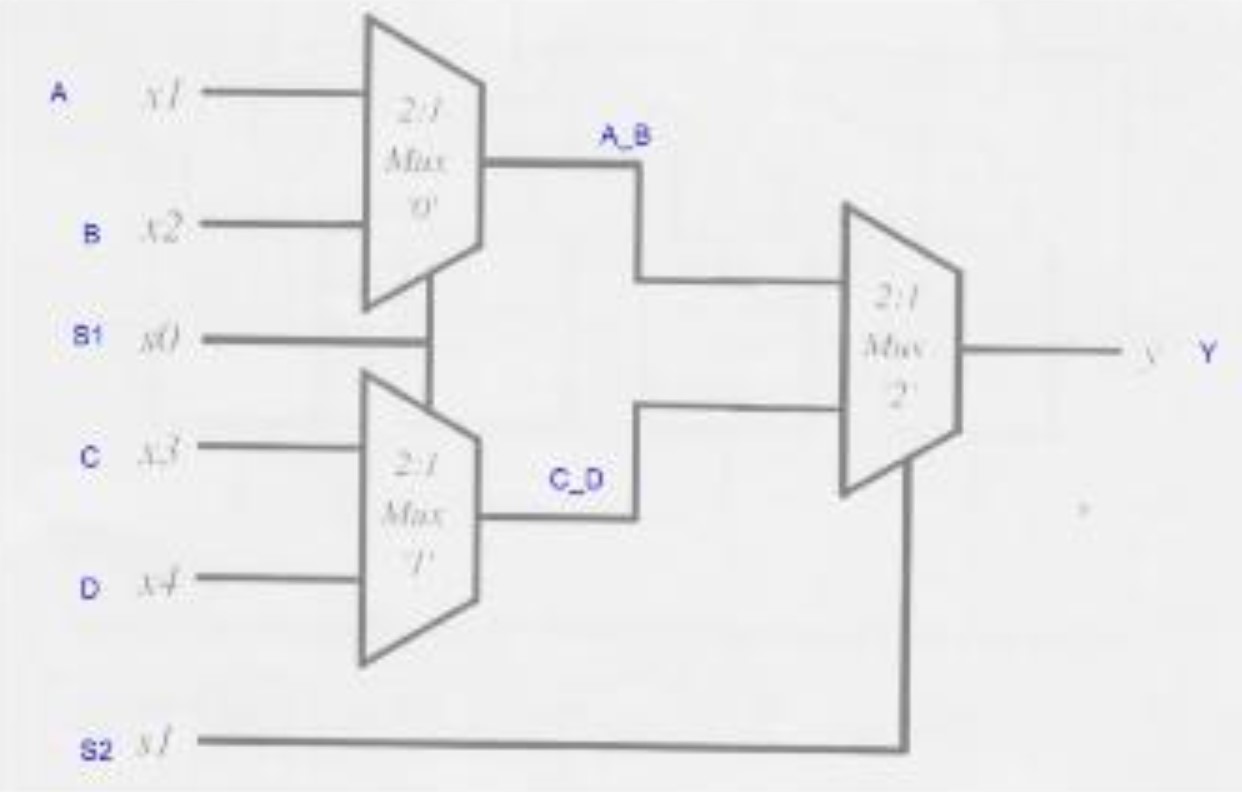 A x1
B x2
S1 s0
C x3
D x4
S2 s1
2:1
Mux
'0'
2:1
Mux
'1'
A_B
C_D
2:1
Mux
'2'
y Y